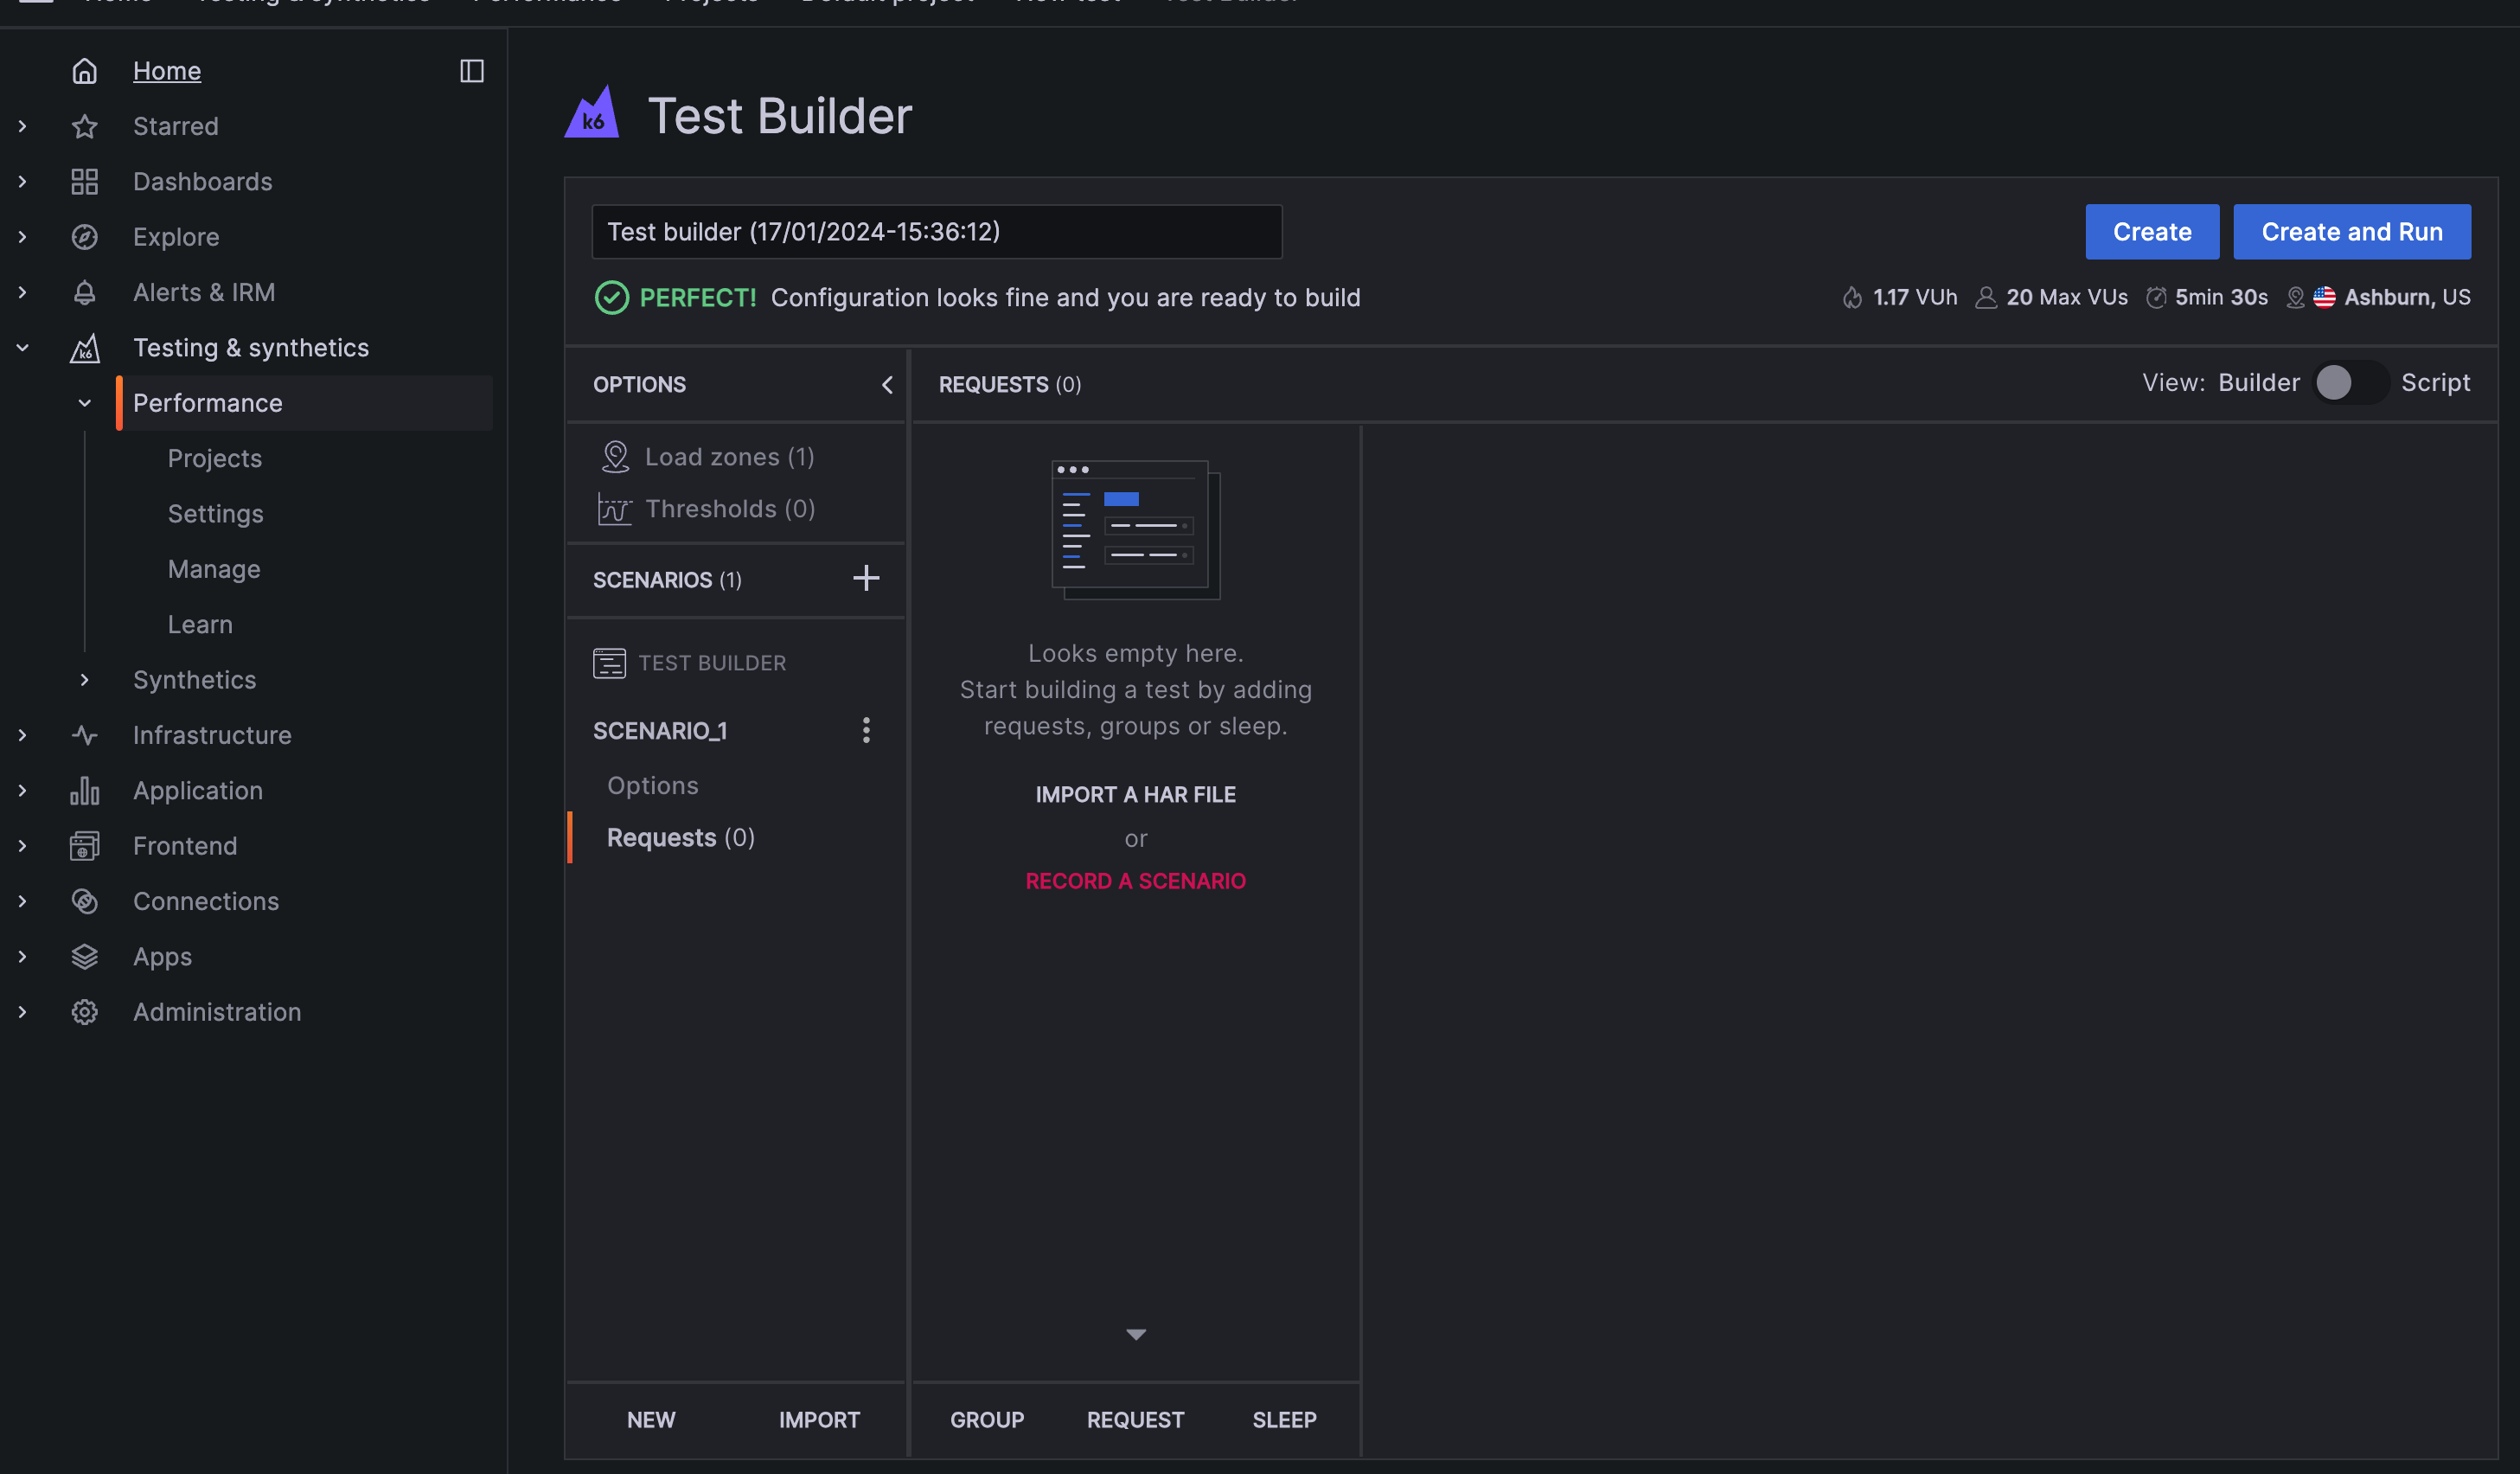 Home
Starred
Dashboards
Explore
Alerts & IRM
k6
Testing & synthetics
Performance
Projects
Settings
Manage
Learn
Synthetics
Infrastructure
Application
Frontend
Connections
Apps
Administration
k6 Test Builder
Test builder (17/01/2024-15:36:12)
Create
Create and Run
PERFECT! Configuration looks fine and you are ready to build
1.17 VUh 20 Max VUs 5min 30s Ashburn, US
OPTIONS
REQUESTS (0)
View: Builder Script
Load zones (1)
Thresholds (0)
SCENARIOS (1)
TEST BUILDER
SCENARIO_1
Options
Requests (0)
NEW IMPORT
Looks empty here.
Start building a test by adding
requests, groups or sleep.
IMPORT A HAR FILE
or
RECORD A SCENARIO
GROUP REQUEST SLEEP